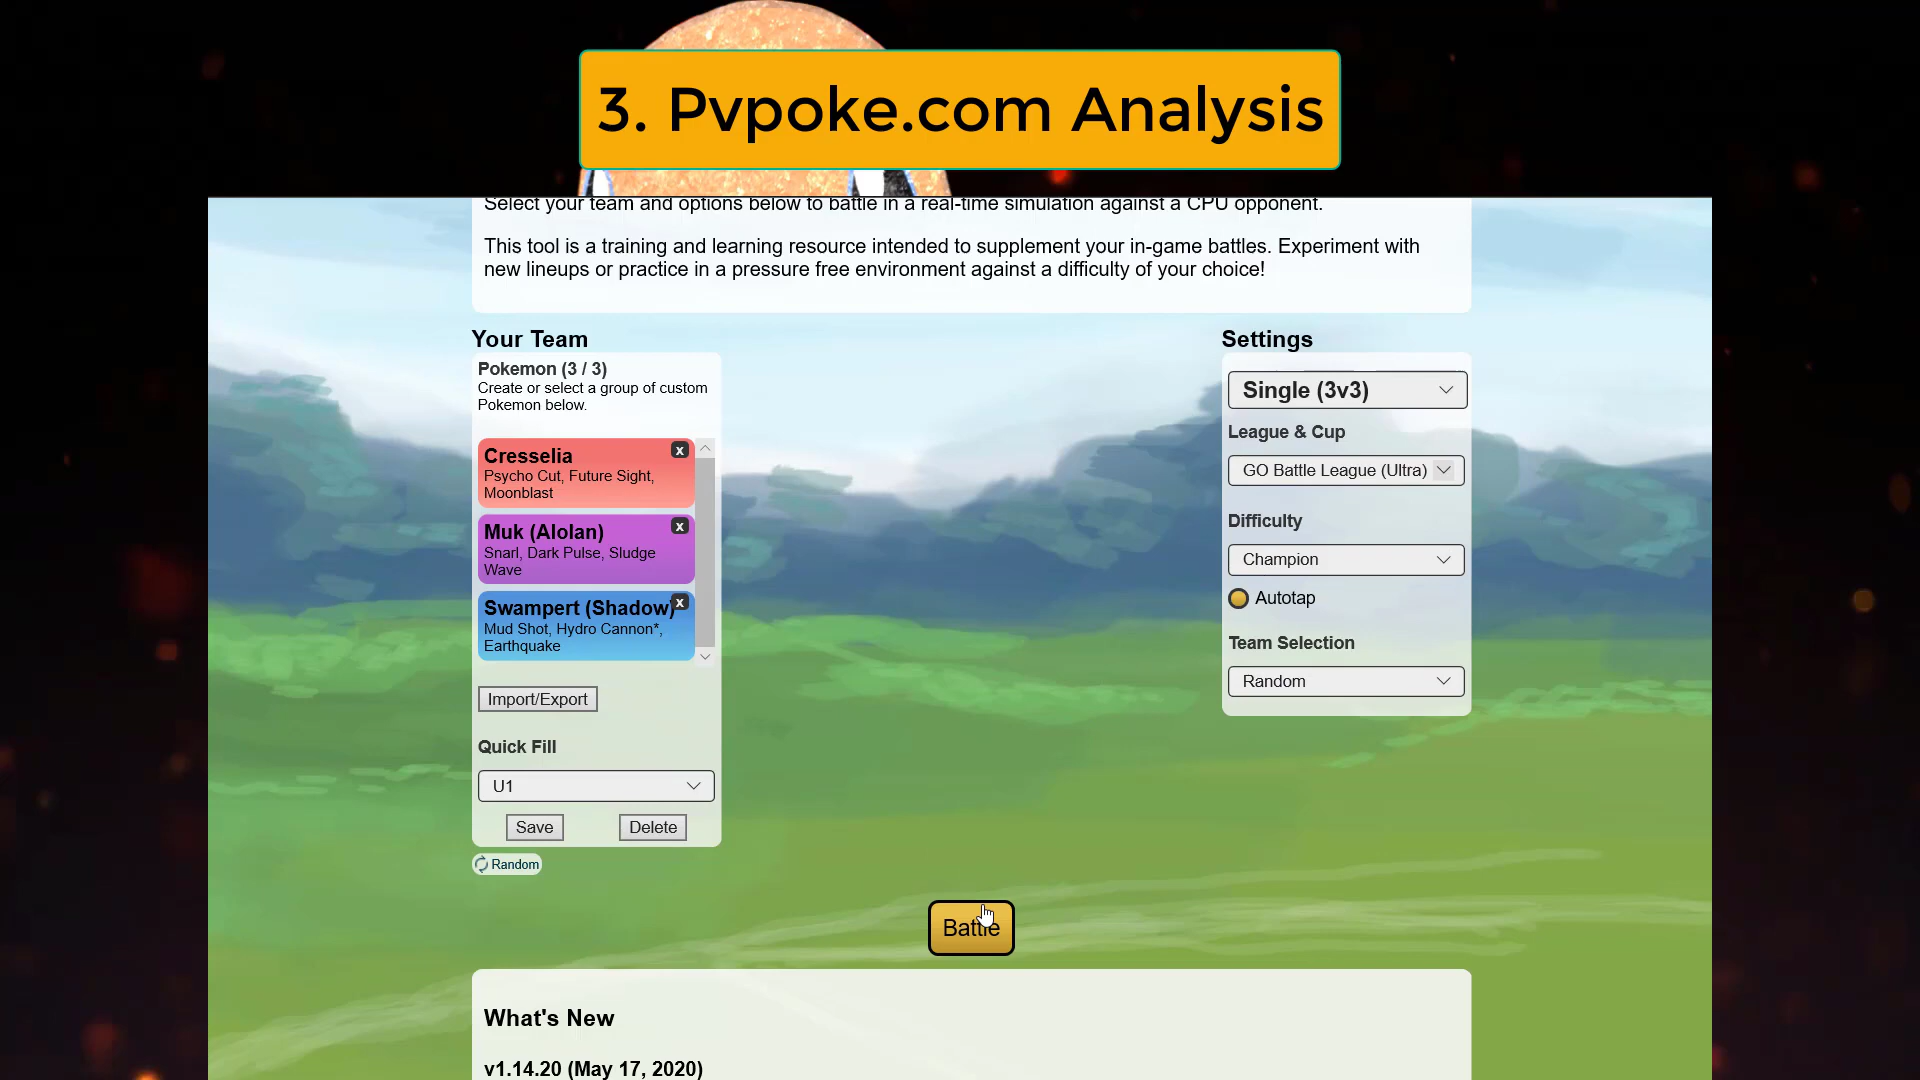 3. Pvpoke.com Analysis
Select your team and options below to battle in a real-time simulation against a CPU opponent.
This tool is a training and learning resource intended to supplement your in-game battles. Experiment with
new lineups or practice in a pressure free environment against a difficulty of your choice!
Your Team
Pokemon (3 / 3)
Create or select a group of custom
Pokemon below.
Cresselia
x
Psycho Cut, Future Sight,
Moonblast
Muk (Alolan)
x
Snarl, Dark Pulse, Sludge
Wave
Swampert (Shadow)
x
Mud Shot, Hydro Cannon*,
Earthquake
Import/Export
Quick Fill
U1
Save
Delete
Random
Settings
Single (3v3)
League & Cup
GO Battle League (Ultra)
Difficulty
Champion
Autotap
Team Selection
Random
Battle
What's New
v1.14.20 (May 17, 2020)